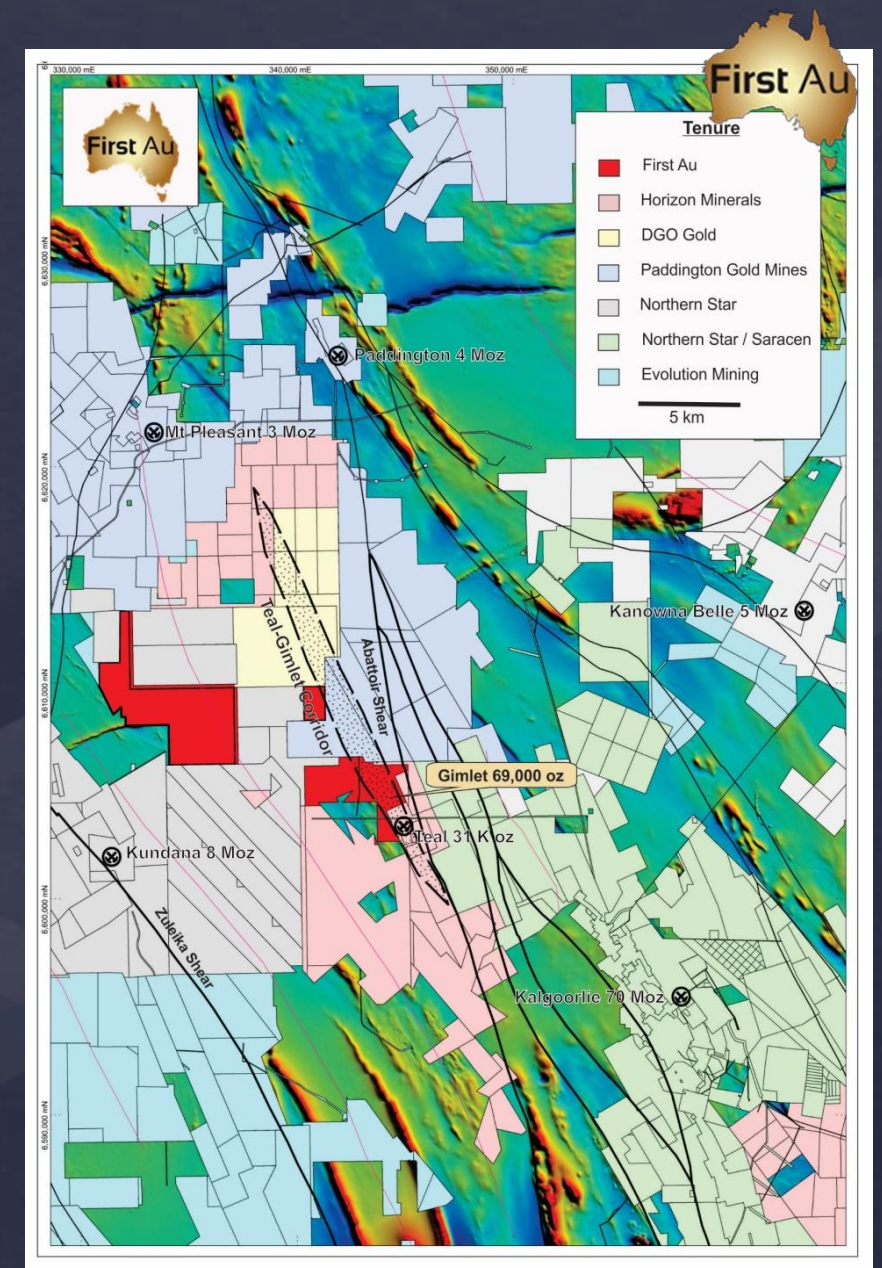 First Au
330,000 mE
340,000 mE
350,000 mE
First Au
Tenure
First Au
Horizon Minerals
DGO Gold
Paddington Gold Mines
Northern Star
Northern Star / Saracen
Evolution Mining
5 km
6,630,000 mN
Paddington 4 Moz
Mt Pleasant 3 Moz
6,620,000 mN
Kanowna Belle 5 Moz
Teal-Gimlet Corridor
Abattoir Shear
6,610,000 mN
Gimlet 69,000 oz
Teal 31 K oz
Kundana 8 Moz
6,600,000 mN
Zuleika Shear
Kalgoorlie 70 Moz
6,590,000 mN